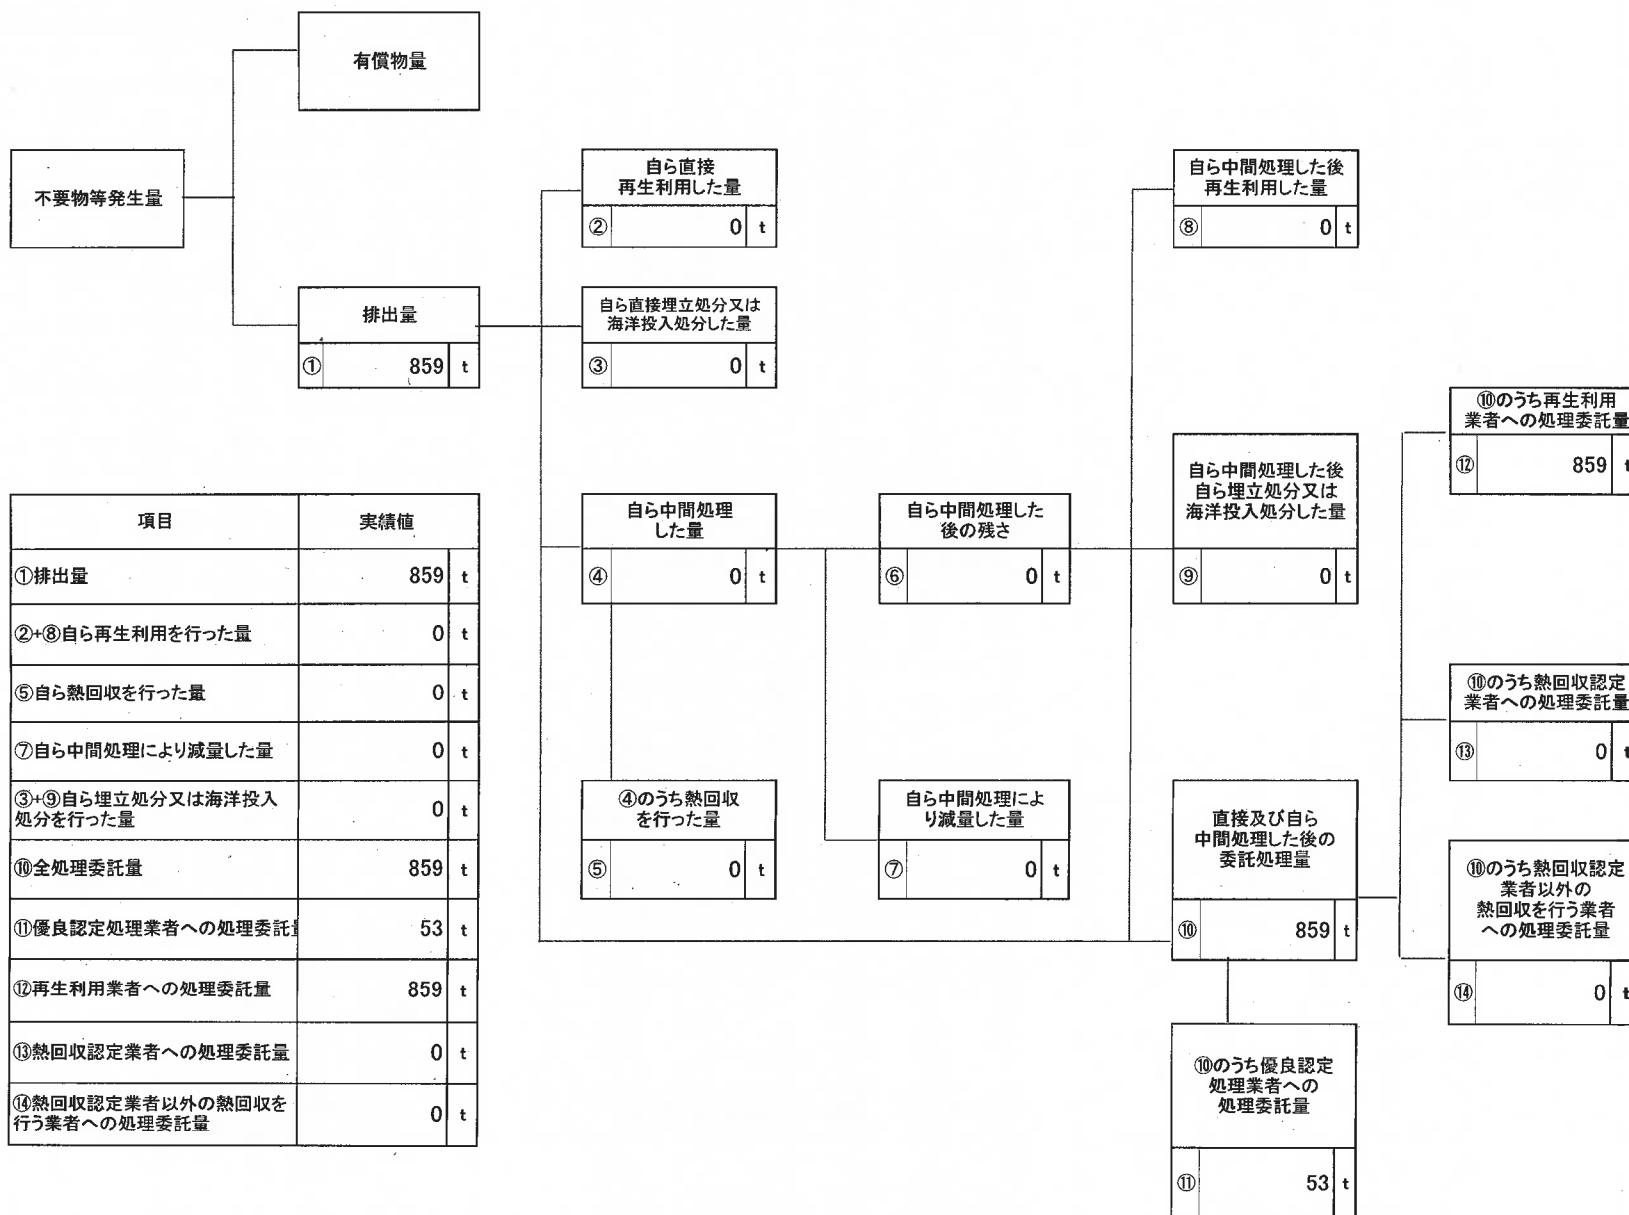 有償物量
不要物等発生量
排出量
① 859 t
自ら直接
再生利用した量
② 0 t
自ら直接埋立処分又は
海洋投入処分した量
③ 0 t
自ら中間処理
した量
④ 0 t
④のうち熱回収
を行った量
⑤ 0 t
自ら中間処理した
後の残さ
⑥ 0 t
自ら中間処理によ
り減量した量
⑦ 0 t
自ら中間処理した後
再生利用した量
⑧ 0 t
自ら中間処理した後
自ら埋立処分又は
海洋投入処分した量
⑨ 0 t
直接及び自ら
中間処理した後の
委託処理量
⑩ 859 t
⑩のうち優良認定
処理業者への
処理委託量
⑪ 53 t
⑩のうち再生利用
業者への処理委託量
⑫ 859 t
⑩のうち熱回収認定
業者への処理委託量
⑬ 0 t
⑩のうち熱回収認定
業者以外の
熱回収を行う業者
への処理委託量
⑭ 0 t
項目 実績値
①排出量 859 t
②+⑧自ら再生利用を行った量 0 t
⑤自ら熱回収を行った量 0 t
⑦自ら中間処理により減量した量 0 t
③+⑨自ら埋立処分又は海洋投入
処分を行った量 0 t
⑩全処理委託量 859 t
⑪優良認定処理業者への処理委託量 53 t
⑫再生利用業者への処理委託量 859 t
⑬熱回収認定業者への処理委託量 0 t
⑭熱回収認定業者以外の熱回収を
行う業者への処理委託量 0 t